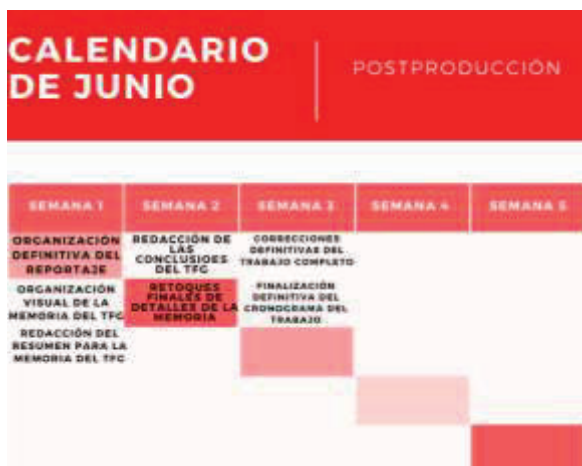 CALENDARIO
DE JUNIO
POSTPRODUCCIÓN
SEMANA 1
SEMANA 2
SEMANA 3
SEMANA 4
SEMANA 5
ORGANIZACIÓN
DEFINITIVA DEL
REPORTAJE
REDACCIÓN DE
LAS
CONCLUSIOES
DEL TFG
CORRECCIONES
DEFINITIVAS DEL
TRABAJO COMPLETO
ORGANIZACIÓN
VISUAL DE LA
MEMORIA DEL TFG
RETOQUES
FINALES DE
DETALLES DE LA
MEMORIA
FINALIZACIÓN
DEFINITIVA DEL
CRONOGRAMA DEL
TRABAJO
REDACCIÓN DEL
RESUMEN PARA LA
MEMORIA DEL TFG